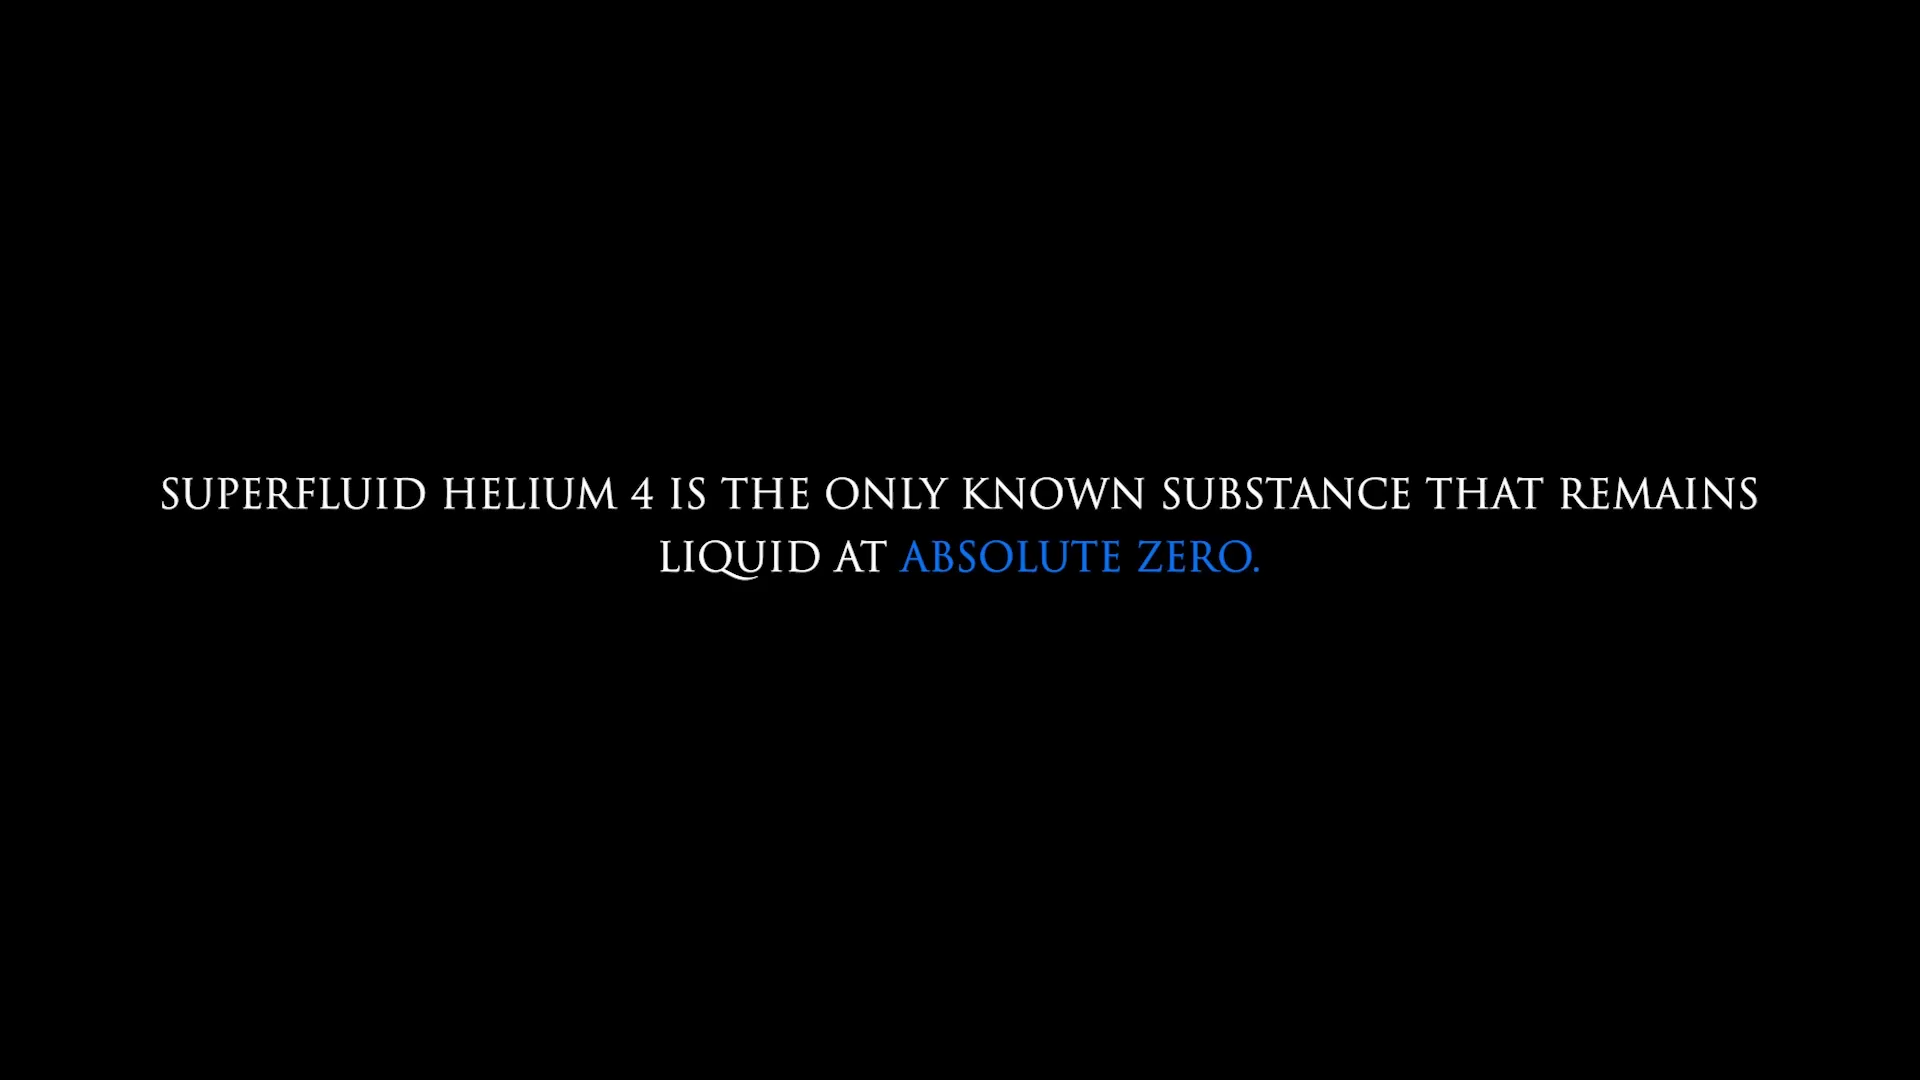 SUPERFLUID HELIUM 4 IS THE ONLY KNOWN SUBSTANCE THAT REMAINS
LIQUID AT ABSOLUTE ZERO.